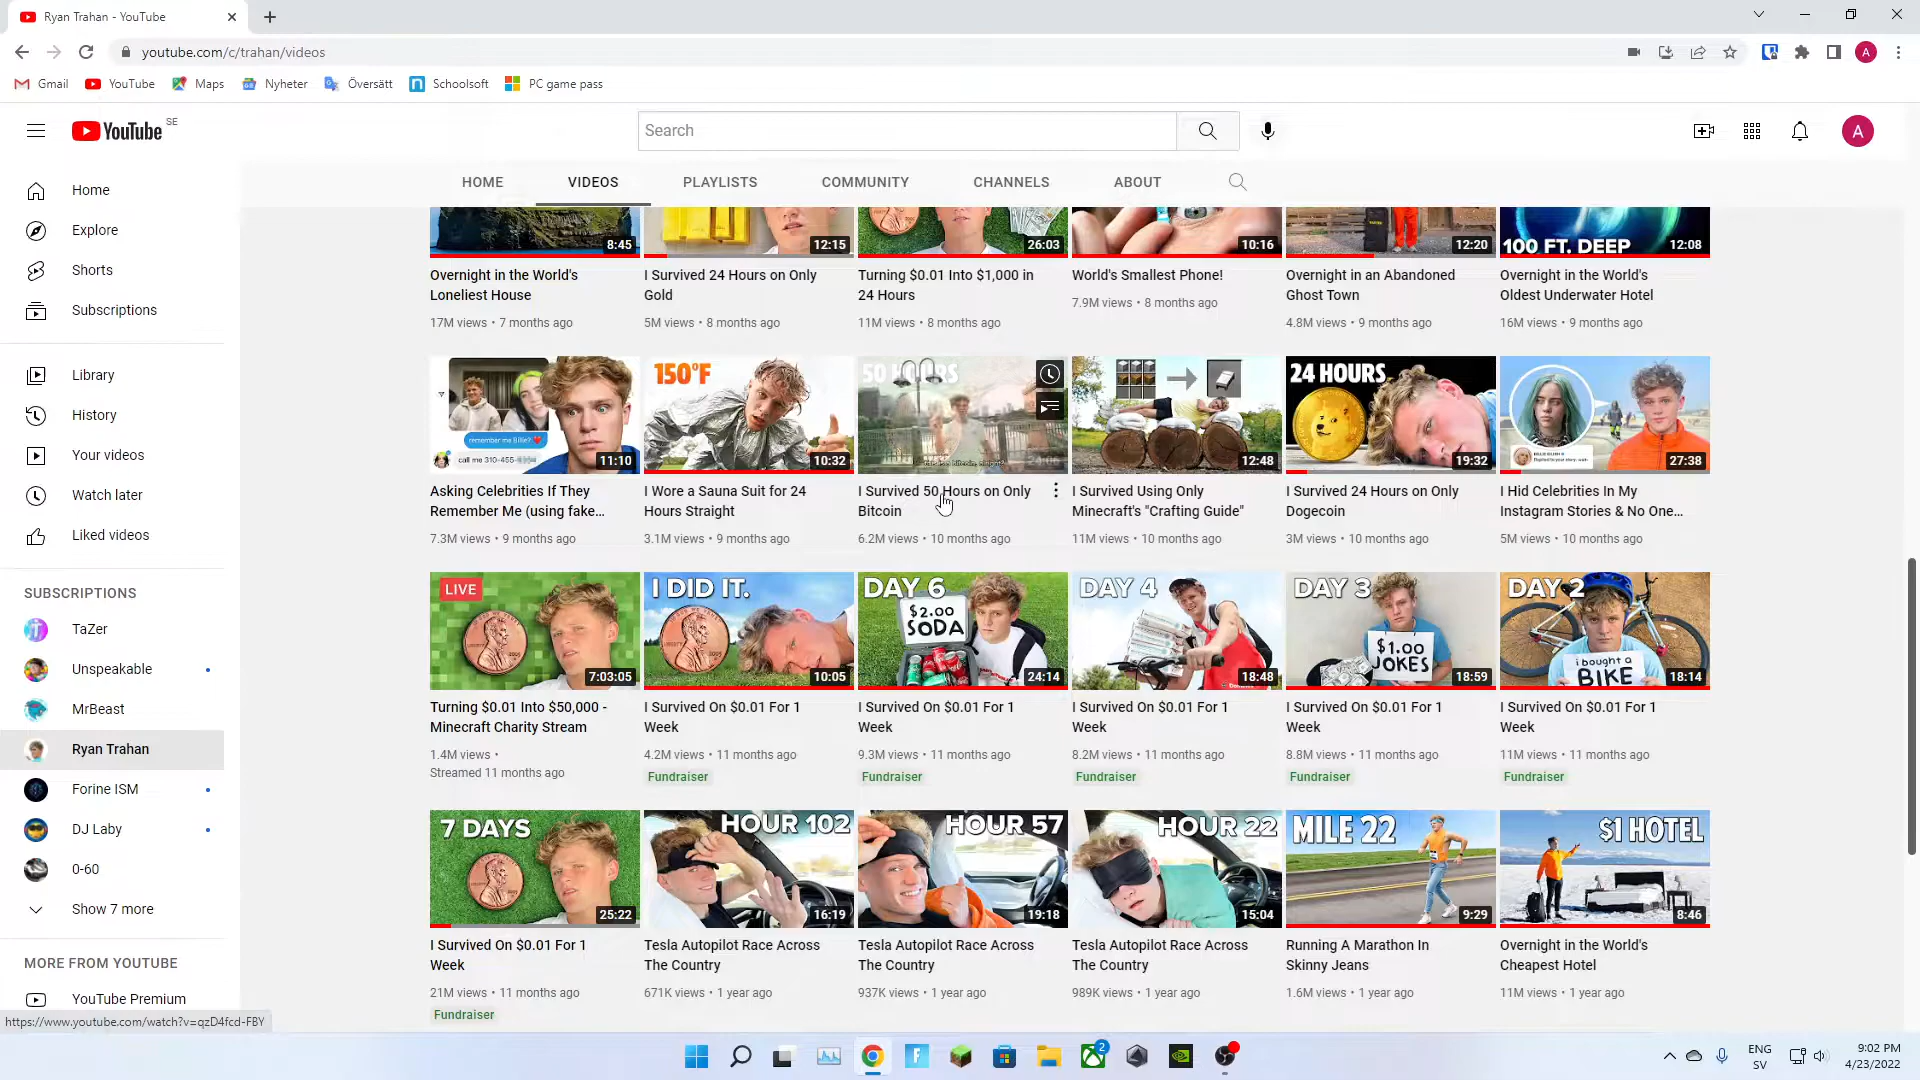 Ryan Trahan - YouTube
youtube.com/c/trahan/videos
Gmail YouTube Maps Nyheter Översätt Schoolsoft PC game pass
YouTube SE
Search
A
HOME VIDEOS PLAYLISTS COMMUNITY CHANNELS ABOUT
Home
Explore
Shorts
Subscriptions
Library
History
Your videos
Watch later
Liked videos
SUBSCRIPTIONS
TaZer
Unspeakable
MrBeast
Ryan Trahan
Forine ISM
DJ Laby
0-60
Show 7 more
MORE FROM YOUTUBE
YouTube Premium
https://www.youtube.com/watch?v=qzD4fcd-FBY
8:45
Overnight in the World's
Loneliest House
17M views • 7 months ago
12:15
I Survived 24 Hours on Only
Gold
5M views • 8 months ago
26:03
Turning $0.01 Into $1,000 in
24 Hours
11M views • 8 months ago
10:16
World's Smallest Phone!
7.9M views • 8 months ago
12:20
Overnight in an Abandoned
Ghost Town
4.8M views • 9 months ago
100 FT. DEEP
12:08
Overnight in the World's
Oldest Underwater Hotel
16M views • 9 months ago
remember me Billie?
call me 310-455-
11:10
Asking Celebrities If They
Remember Me (using fake...
7.3M views • 9 months ago
150°F
10:32
I Wore a Sauna Suit for 24
Hours Straight
3.1M views • 9 months ago
50 HOURS
I Survived 50 Hours on Only
Bitcoin
6.2M views • 10 months ago
12:48
I Survived Using Only
Minecraft's "Crafting Guide"
11M views • 10 months ago
24 HOURS
19:32
I Survived 24 Hours on Only
Dogecoin
3M views • 10 months ago
27:38
I Hid Celebrities In My
Instagram Stories & No One...
5M views • 10 months ago
LIVE
7:03:05
Turning $0.01 Into $50,000 -
Minecraft Charity Stream
1.4M views •
Streamed 11 months ago
I DID IT.
10:05
I Survived On $0.01 For 1
Week
4.2M views • 11 months ago
Fundraiser
DAY 6
$2.00
SODA
24:14
I Survived On $0.01 For 1
Week
9.3M views • 11 months ago
Fundraiser
DAY 4
18:48
I Survived On $0.01 For 1
Week
8.2M views • 11 months ago
Fundraiser
DAY 3
$1.00
JOKES
18:59
I Survived On $0.01 For 1
Week
8.8M views • 11 months ago
Fundraiser
DAY 2
i bought a
BIKE
18:14
I Survived On $0.01 For 1
Week
11M views • 11 months ago
Fundraiser
7 DAYS
25:22
I Survived On $0.01 For 1
Week
21M views • 11 months ago
Fundraiser
HOUR 102
16:19
Tesla Autopilot Race Across
The Country
671K views • 1 year ago
HOUR 57
19:18
Tesla Autopilot Race Across
The Country
937K views • 1 year ago
HOUR 22
15:04
Tesla Autopilot Race Across
The Country
989K views • 1 year ago
MILE 22
9:29
Running A Marathon In
Skinny Jeans
1.6M views • 1 year ago
$1 HOTEL
8:46
Overnight in the World's
Cheapest Hotel
11M views • 1 year ago
2
ENG
SV
9:02 PM
4/23/2022